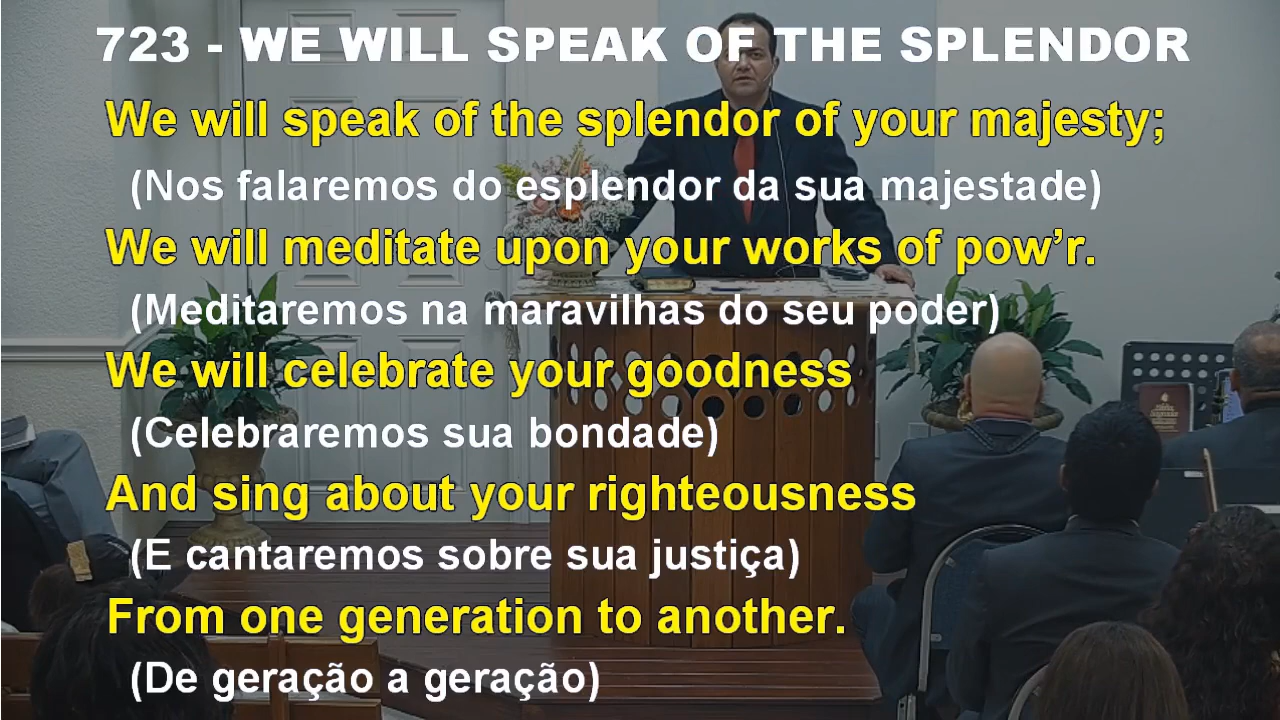 723 - WE WILL SPEAK OF THE SPLENDOR
We will speak of the splendor of your majesty;
(Nos falaremos do esplendor da sua majestade)
We will meditate upon your works of pow’r.
(Meditaremos na maravilhas do seu poder)
We will celebrate your goodness
(Celebraremos sua bondade)
And sing about your righteousness
(E cantaremos sobre sua justiça)
From one generation to another.
(De geração a geração)